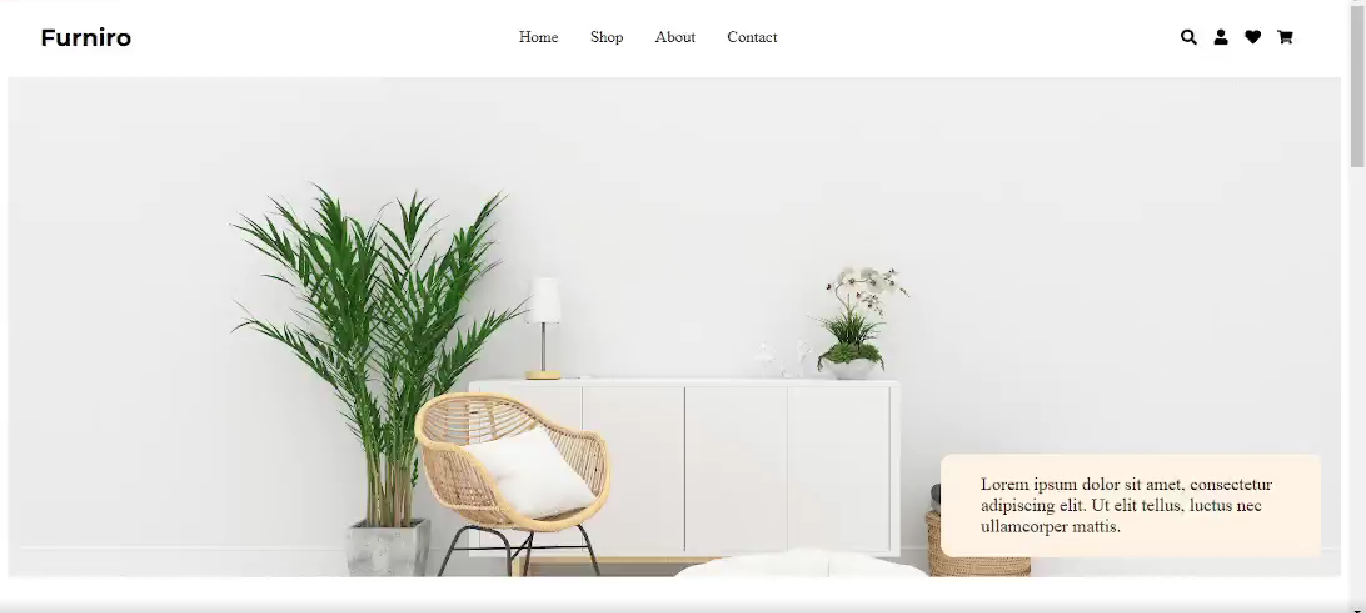 Furniro
Home Shop About Contact
Lorem ipsum dolor sit amet, consectetur
adipiscing elit. Ut elit tellus, luctus nec
ullamcorper mattis.